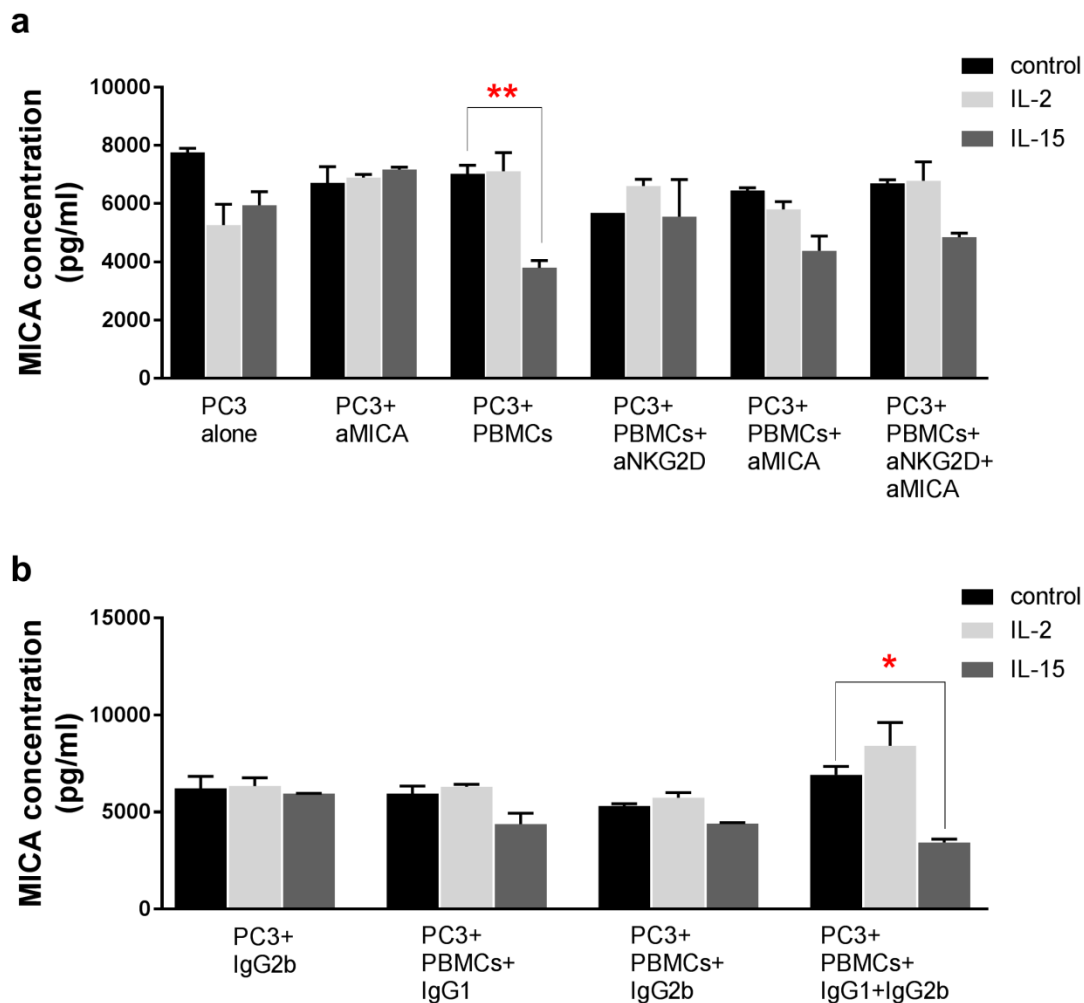 a
control
IL-2
IL-15
**
MICA concentration
(pg/ml)
10000
8000
6000
4000
2000
0
PC3
alone
PC3+
aMICA
PC3+
PBMCs
PC3+
PBMCs+
aNKG2D
PC3+
PBMCs+
aMICA
PC3+
PBMCs+
aNKG2D+
aMICA
b
control
IL-2
IL-15
*
MICA concentration
(pg/ml)
15000
10000
5000
0
PC3+
IgG2b
PC3+
PBMCs+
IgG1
PC3+
PBMCs+
IgG2b
PC3+
PBMCs+
IgG1+IgG2b